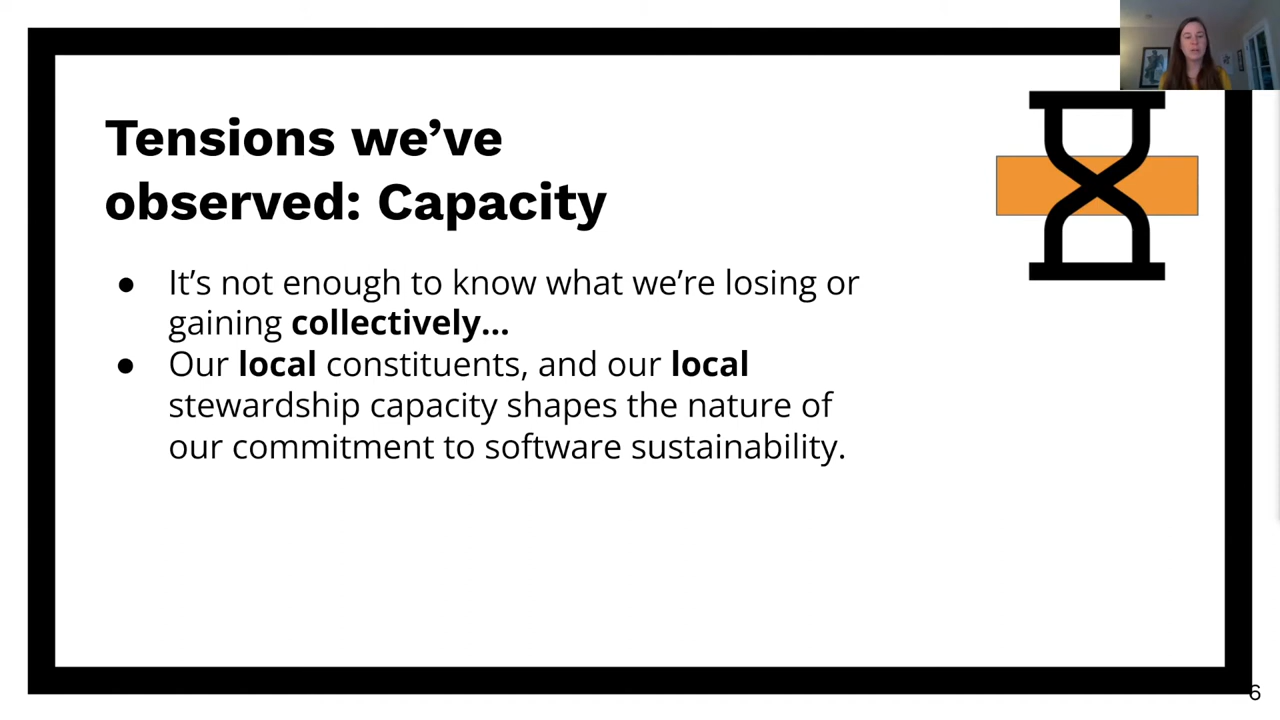 Tensions we’ve
observed: Capacity
● It’s not enough to know what we’re losing or
gaining collectively...
● Our local constituents, and our local
stewardship capacity shapes the nature of
our commitment to software sustainability.
6